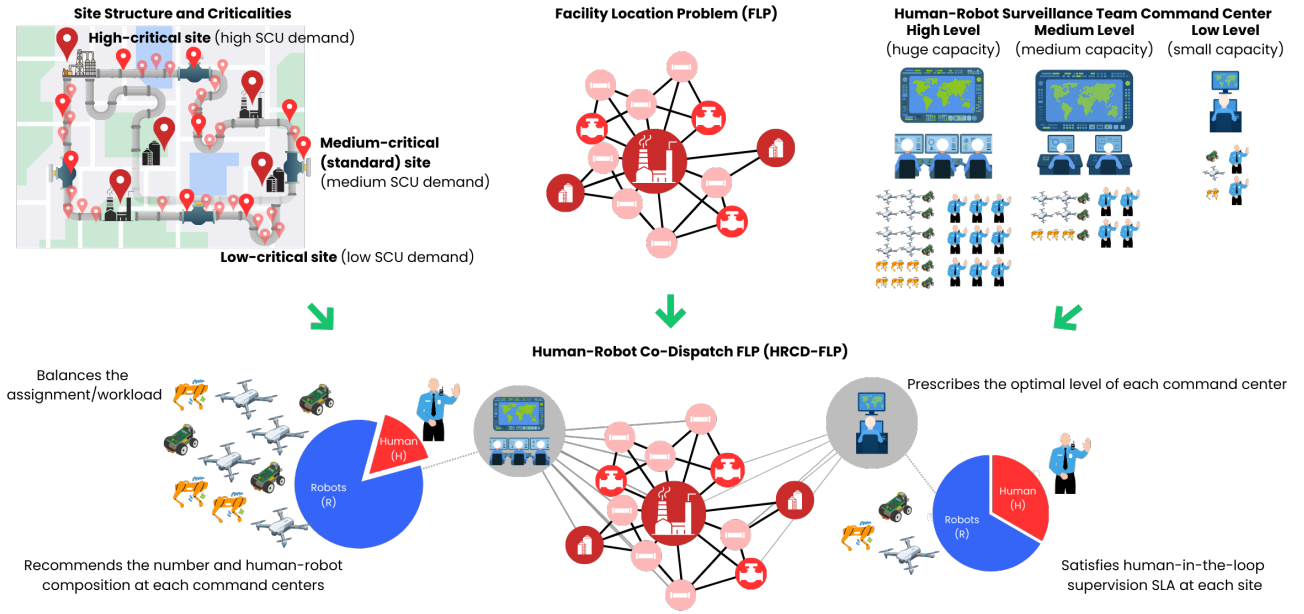 Site Structure and Criticalities
High-critical site (high SCU demand)
Medium-critical
(standard) site
(medium SCU demand)
Low-critical site (low SCU demand)
Facility Location Problem (FLP)
Human-Robot Surveillance Team Command Center
High Level
(huge capacity)
Medium Level
(medium capacity)
Low Level
(small capacity)
Human-Robot Co-Dispatch FLP (HRCD-FLP)
Balances the
assignment/workload
Human
(H)
Robots
(R)
Recommends the number and human-robot
composition at each command centers
Prescribes the optimal level of each command center
Human
(H)
Robots
(R)
Satisfies human-in-the-loop
supervision SLA at each site